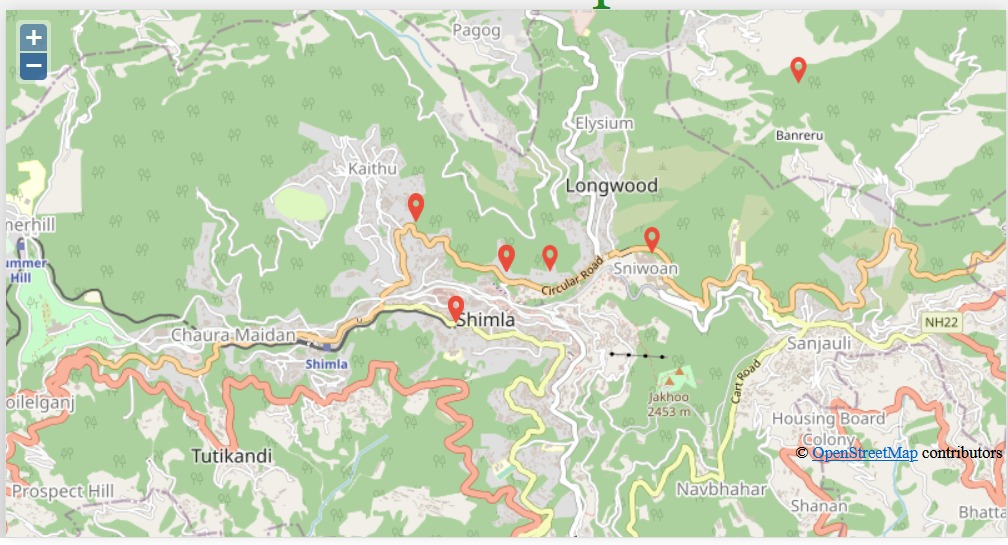 +
−
Pagog
Elysium
Banreru
Kaithu
Longwood
merhill
ummer
Hill
Sniwoan
Circular Road
Shimla
NH22
Chaura Maidan
Sanjauli
Shimla
Cart Road
Jakhoo
2453 m
oilelganj
Housing Board
Colony
© OpenStreetMap contributors
Tutikandi
Prospect Hill
Navbhahar
Shanan
Bhatta